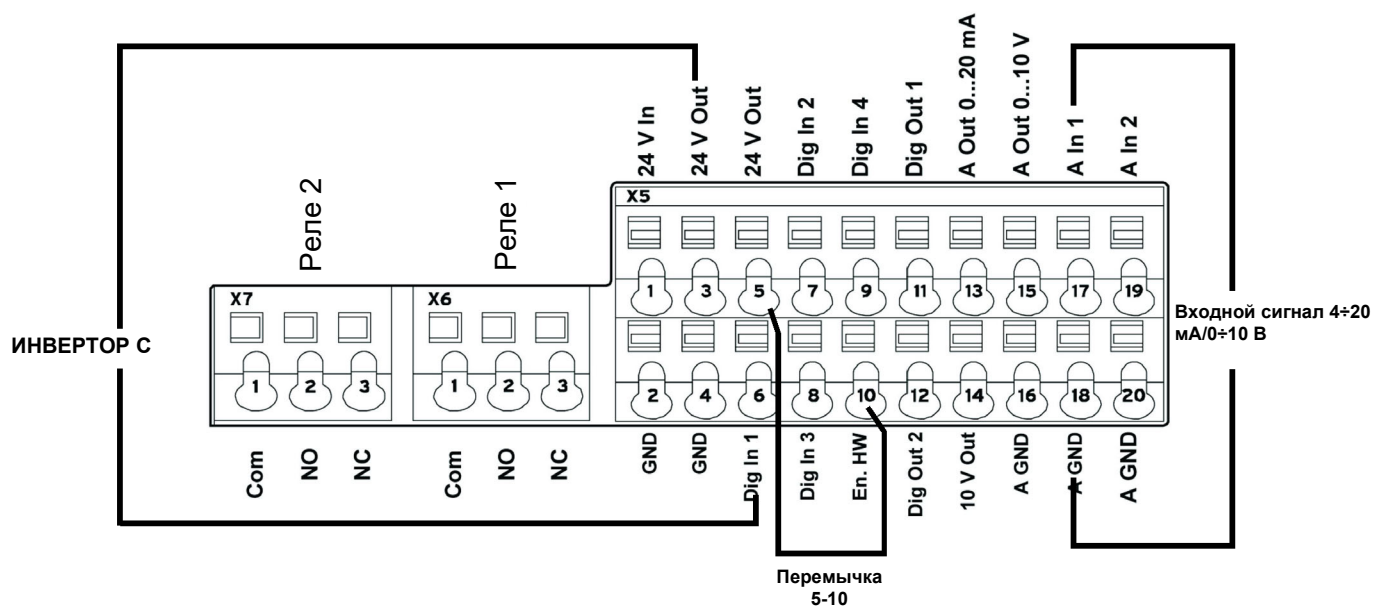 24 V In
24 V Out
24 V Out
Dig In 2
Dig In 4
Dig Out 1
A Out 0...20 mA
A Out 0...10 V
A In 1
A In 2
Реле 2
Реле 1
X5
1 3 5 7 9 11 13 15 17 19
X7
X6
Входной сигнал 4÷20
мА/0÷10 В
ИНВЕРТОР С
1 2 3
1 2 3
2 4 6 8 10 12 14 16 18 20
Com
NO
NC
Com
NO
NC
GND
GND
Dig In 1
Dig In 3
En. HW
Dig Out 2
10 V Out
A GND
A GND
A GND
Перемычка
5-10